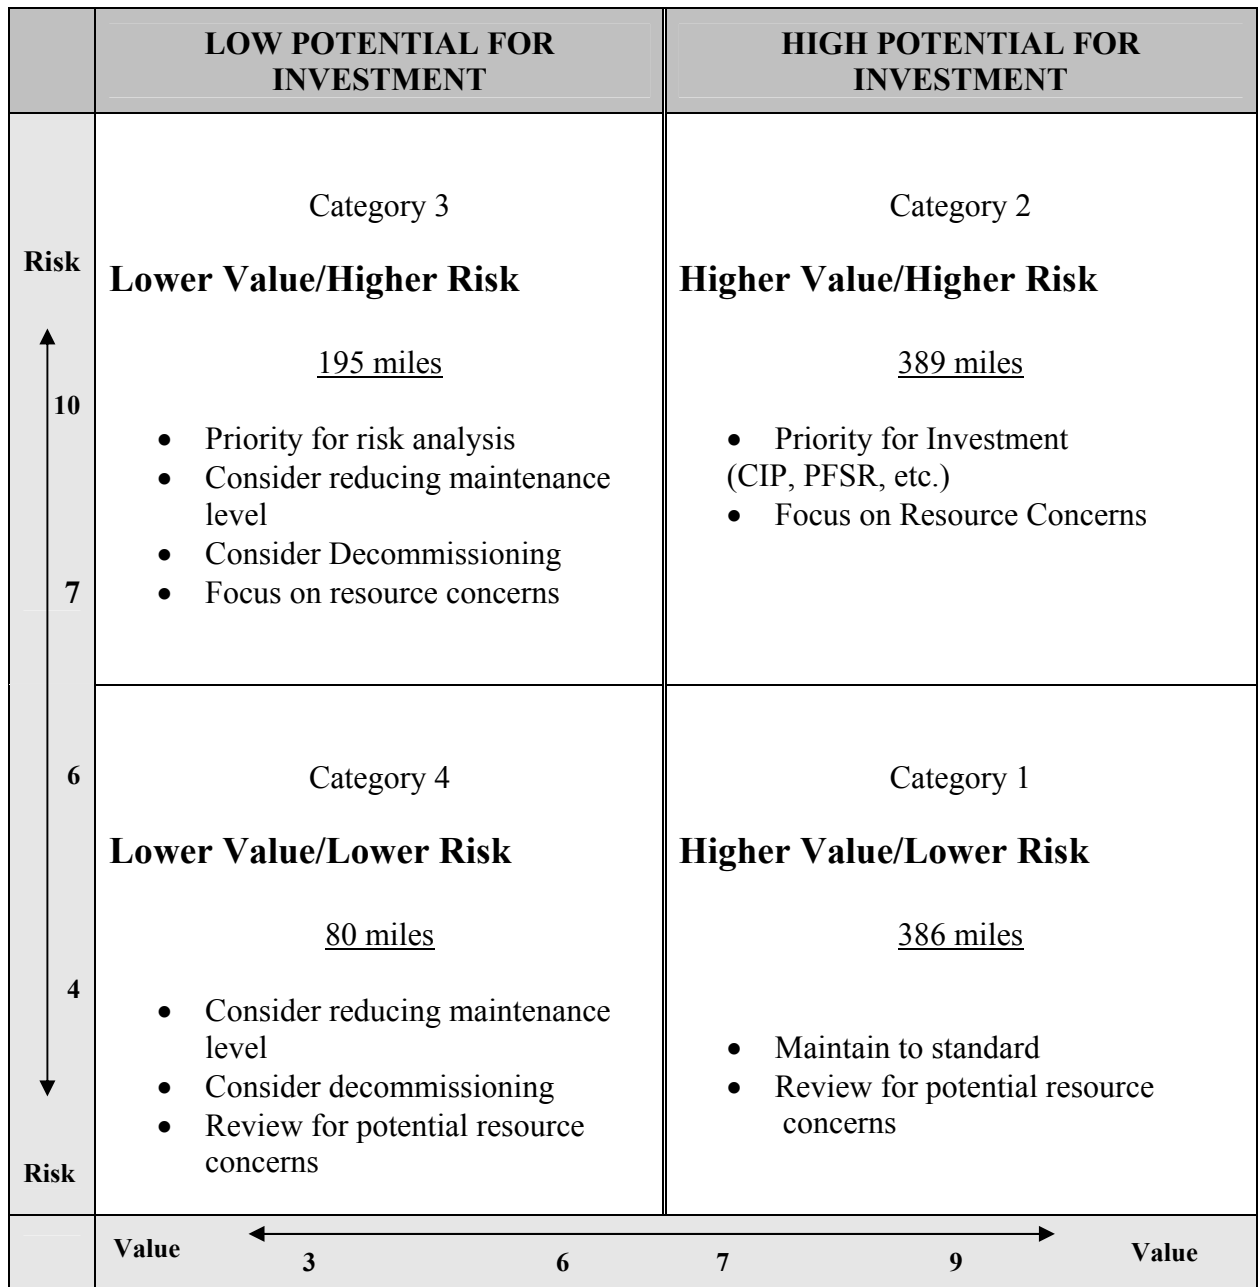 LOW POTENTIAL FOR
INVESTMENT
HIGH POTENTIAL FOR
INVESTMENT
Risk
10
7
Category 3
Lower Value/Higher Risk
195 miles
• Priority for risk analysis
• Consider reducing maintenance
level
• Consider Decommissioning
• Focus on resource concerns
Category 2
Higher Value/Higher Risk
389 miles
• Priority for Investment
(CIP, PFSR, etc.)
• Focus on Resource Concerns
6
4
Risk
Category 4
Lower Value/Lower Risk
80 miles
• Consider reducing maintenance
level
• Consider decommissioning
• Review for potential resource
concerns
Category 1
Higher Value/Lower Risk
386 miles
• Maintain to standard
• Review for potential resource
concerns
Value 3 6 7 9 Value